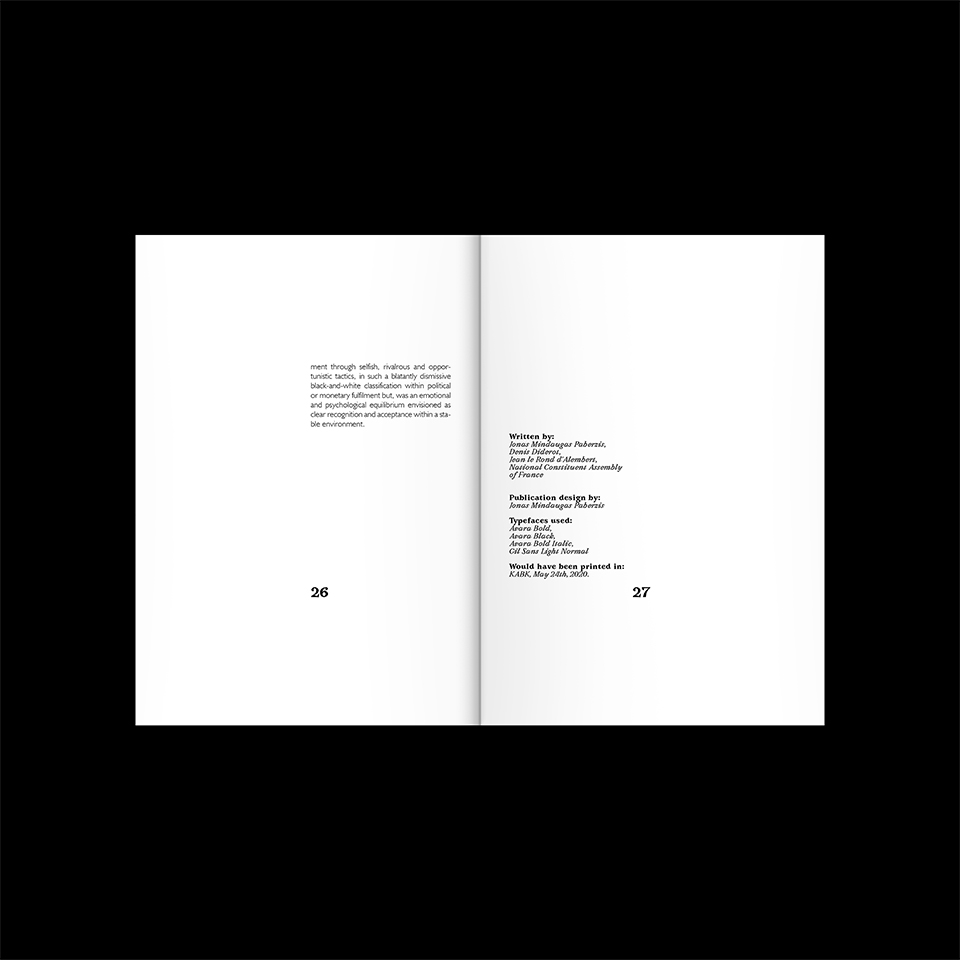 ment through selfish, rivalrous and oppor-
tunistic tactics, in such a blatantly dismissive
black-and-white classification within political
or monetary fulfilment but, was an emotional
and psychological equilibrium envisioned as
clear recognition and acceptance within a sta-
ble environment.
26
Written by:
Jonas Mindaugas Paberzis,
Denis Diderot,
Jean le Rond d'Alembert,
National Constituent Assembly
of France
Publication design by:
Jonas Mindaugas Paberzis
Typefaces used:
Avara Bold,
Avara Black,
Avara Bold Italic,
Gil Sans Light Normal
Would have been printed in:
KABK, May 24th, 2020.
27